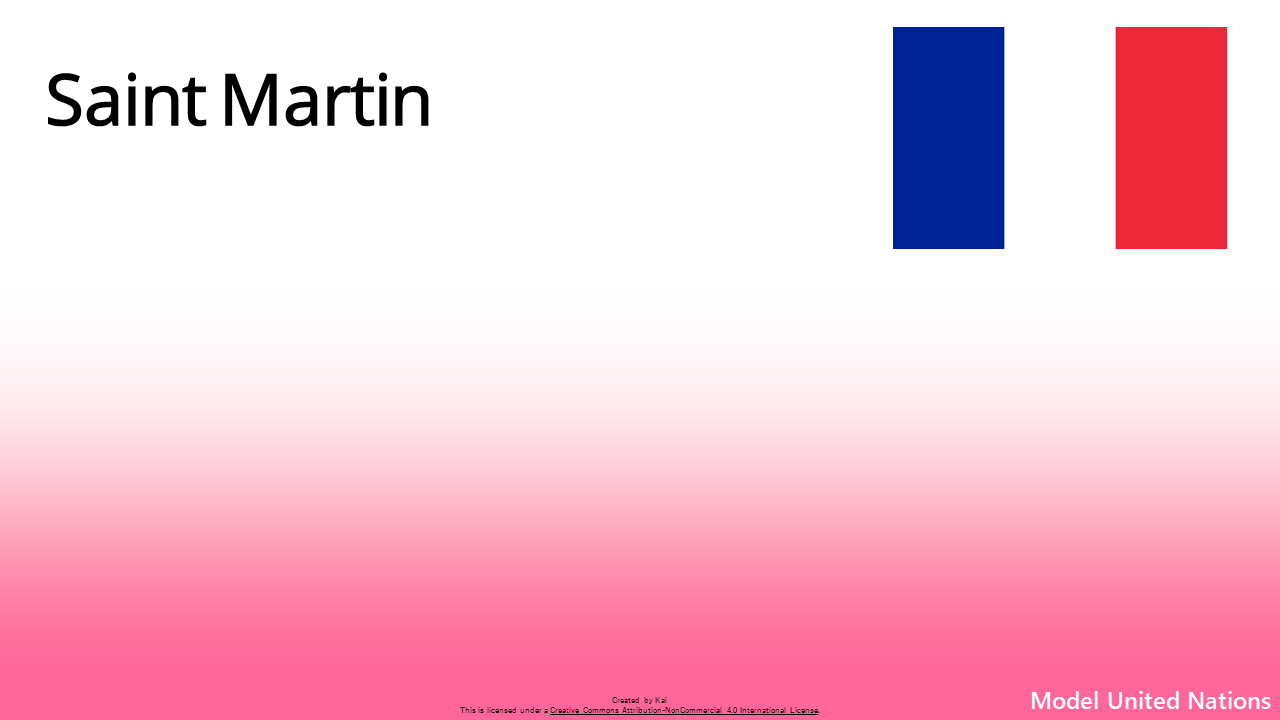 Saint Martin
Created by Kai
This is licensed under a Creative Commons Attribution-NonCommercial 4.0 International License.
Model United Nations